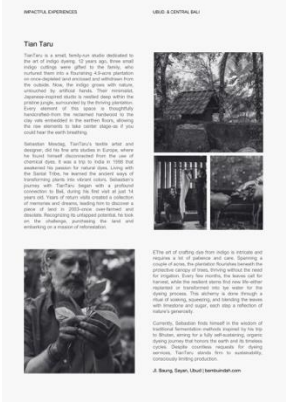 IMPACTFUL EXPERIENCES
UBUD & CENTRAL BALI
Tian Taru
TianTaru is a small family-run studio dedicated to
the art of indigo dyeing. 12 years ago, three small
indigo cuttings were gifted to the family, who
nurtured them into a flourishing 4.9-acre plantation
on once-depleted land enclosed and withdrawn from
the outside. Now, the indigo grows with nature,
untouched by artificial hands. Their minimalist,
Japanese-inspired studio is nestled deep within the
pristine jungle, surrounded by the thriving plantation.
Every element of this space is thoughtfully
handcrafted-from the reclaimed hardwood to the
clay vats embedded in the earthen floors, allowing
the raw elements to take center stage-as if you
could hear the earth breathing.
Sebastian Mesdag, TianTaru's textile artist and
designer, did his fine arts studies in Europe, where
he found himself disconnected from the use of
chemical dyes. It was a trip to India in 1999 that
awakened his passion for natural dyes. Living with
the Santal Tribe, he learned the ancient ways of
transforming plants into vibrant colors. Sebastian's
journey with TianTaru began with a profound
connection to Bali, during his first visit at just 14
years old. Years of return visits created a collection
of memories and dreams, leading him to discover a
piece of land in 2003-once over-farmed and
obsolete. Recognizing its untapped potential, he took
on the challenge, purchasing the land and
embarking on a mission of reforestation.
EThe art of crafting dye from indigo is intricate and
requires a lot of patience and care. Spanning a
couple of acres, the plantation flourishes beneath the
protective canopy of trees, thriving without the need
for irrigation. Every few months, the leaves call for
harvest, while the resilient stems find new life-either
replanted or transformed into ash water for the
dyeing process. The alchemy is done through a
ritual of soaking, squeezing, and blending the leaves
with limestone and sugar, each step a reflection of
nature's generosity.
Currently, Sebastian finds himself in the wisdom of
traditional fermentation methods inspired by his trip
to Bhutan, aiming for a fully self-sustaining, organic
dyeing journey that honors the earth and its timeless
cycles. Despite countless requests for dyeing
services, TianTaru stands firm in sustainability,
consciously limiting production.
Jl. Baung, Sayan, Ubud |